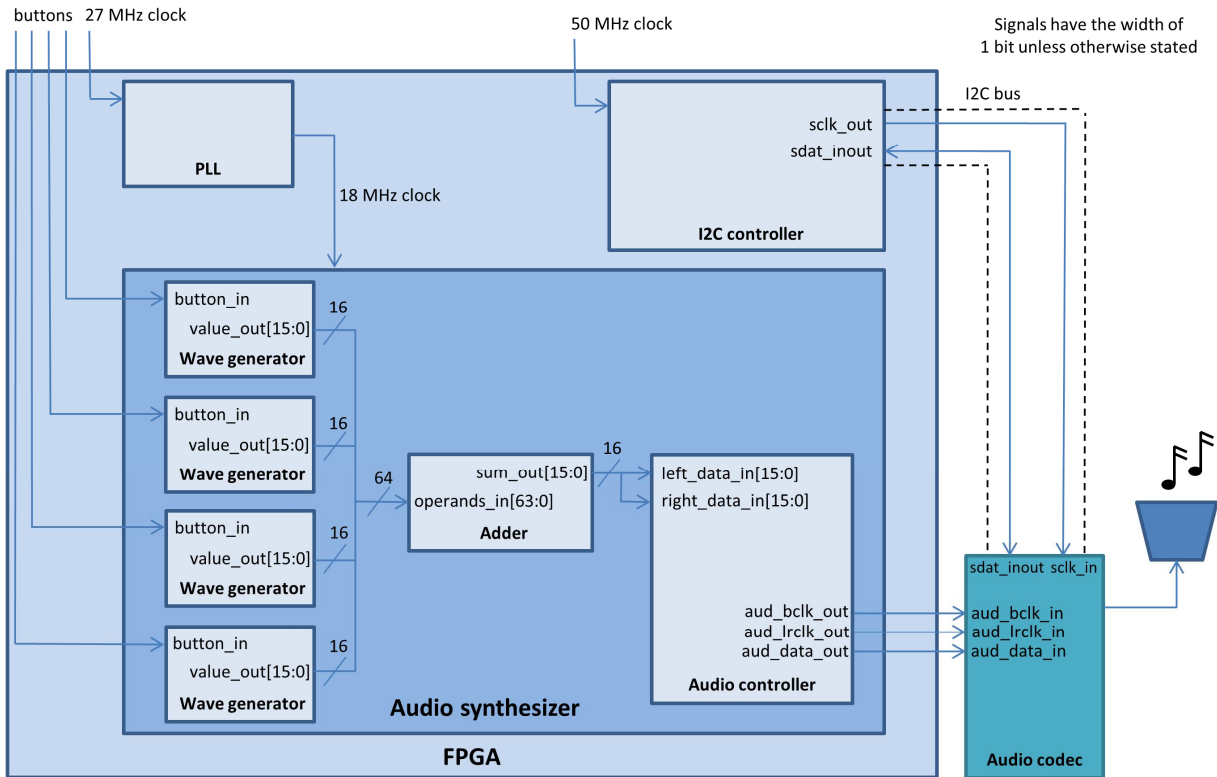 buttons
27 MHz clock
50 MHz clock
Signals have the width of
1 bit unless otherwise stated
I2C bus
PLL
18 MHz clock
sclk_out
sdat_inout
I2C controller
button_in
value_out[15:0]
Wave generator
16
button_in
value_out[15:0]
Wave generator
16
button_in
value_out[15:0]
Wave generator
16
button_in
value_out[15:0]
Wave generator
16
64
sum_out[15:0]
operands_in[63:0]
Adder
16
left_data_in[15:0]
right_data_in[15:0]
aud_bclk_out
aud_lrclk_out
aud_data_out
Audio controller
Audio synthesizer
FPGA
sdat_inout sclk_in
aud_bclk_in
aud_lrclk_in
aud_data_in
Audio codec